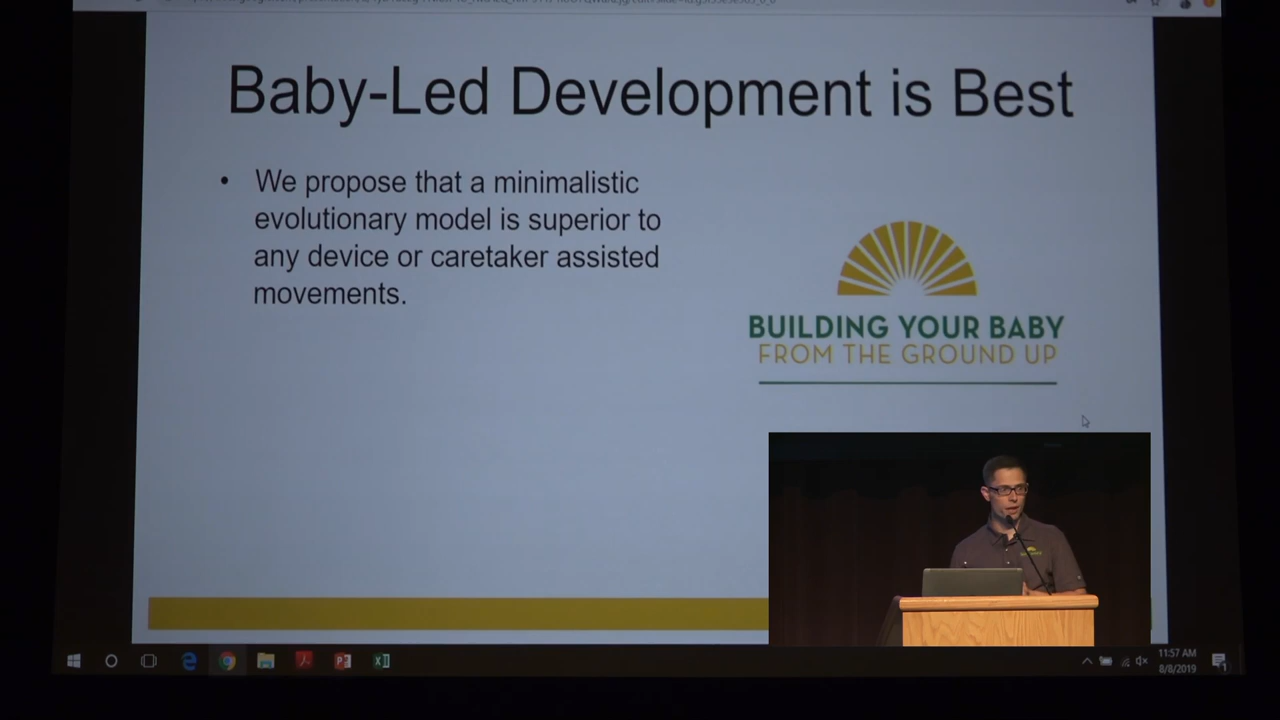 Baby-Led Development is Best
• We propose that a minimalistic
evolutionary model is superior to
any device or caretaker assisted
movements.
BUILDING YOUR BABY
FROM THE GROUND UP
11:57 AM
8/8/2019